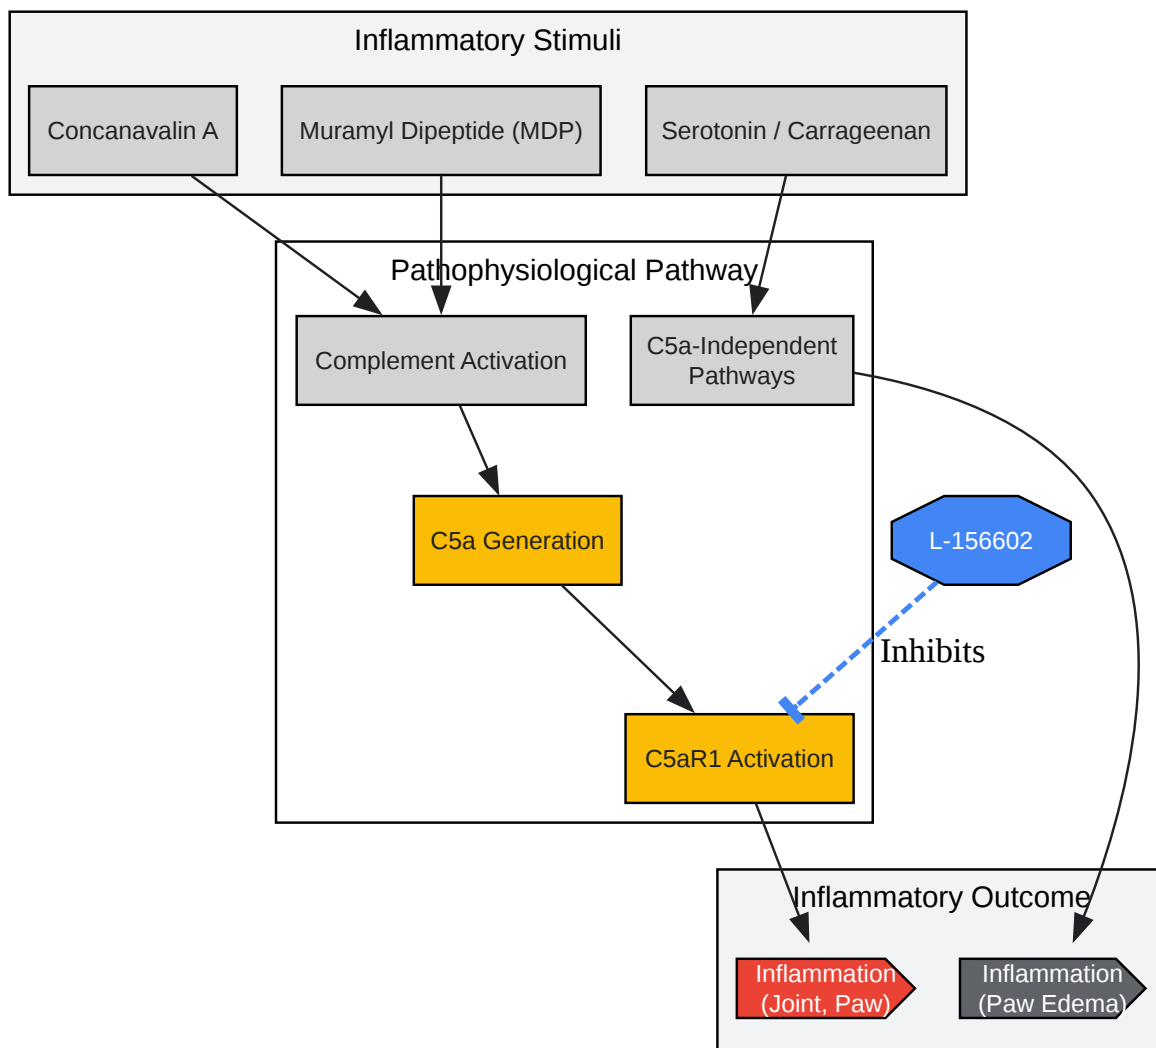 Inflammatory Stimuli
Concanavalin A
Muramyl Dipeptide (MDP)
Serotonin / Carrageenan
Pathophysiological Pathway
Complement Activation
C5a-Independent
Pathways
C5a Generation
L-156602
Inhibits
C5aR1 Activation
Inflammatory Outcome
Inflammation
(Joint, Paw)
Inflammation
(Paw Edema)